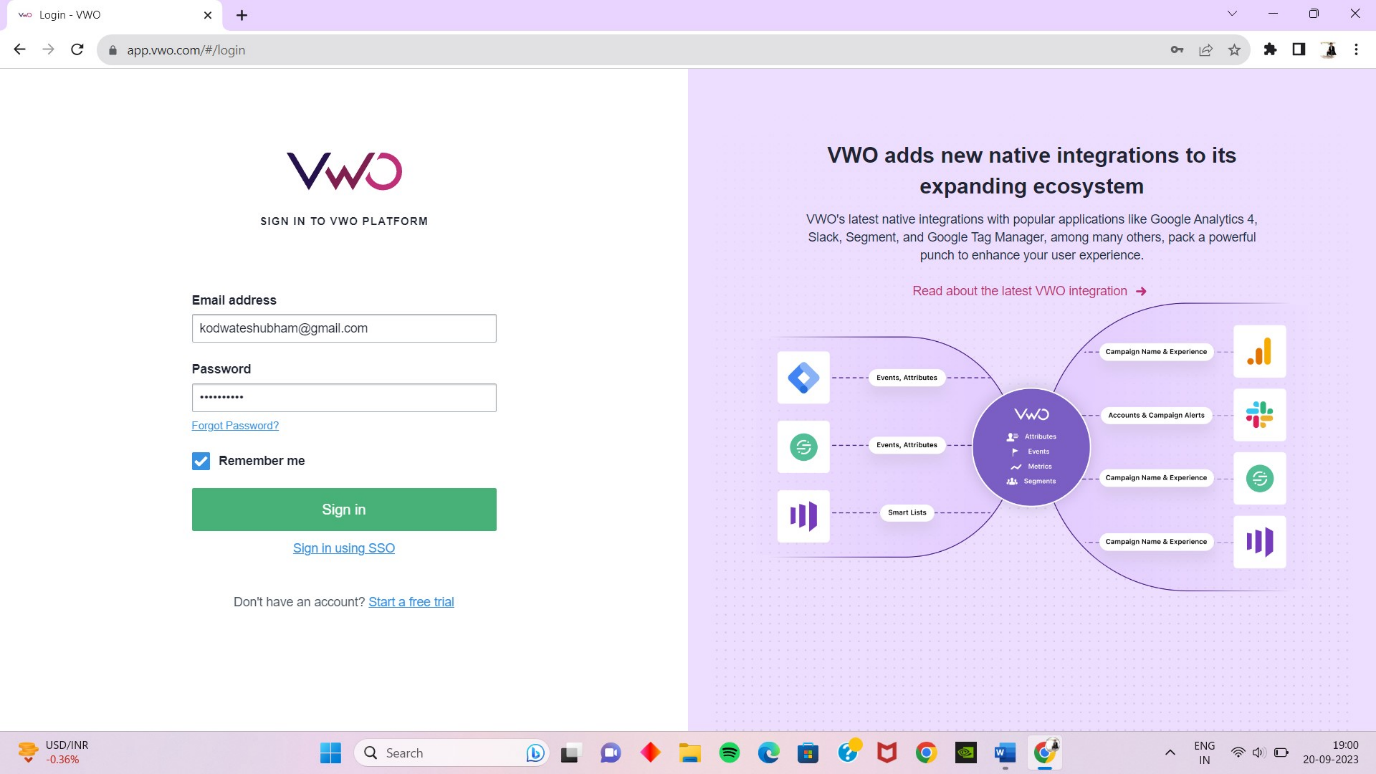 Login - VWO
app.vwo.com/#/login
VWO
SIGN IN TO VWO PLATFORM
Email address
kodwateshubham@gmail.com
Password
••••••••••
Forgot Password?
Remember me
Sign in
Sign in using SSO
Don't have an account? Start a free trial
VWO adds new native integrations to its
expanding ecosystem
VWO's latest native integrations with popular applications like Google Analytics 4,
Slack, Segment, and Google Tag Manager, among many others, pack a powerful
punch to enhance your user experience.
Read about the latest VWO integration →
Events, Attributes
Events, Attributes
Smart Lists
VWO
Attributes
Events
Metrics
Segments
Campaign Name & Experience
Accounts & Campaign Alerts
Campaign Name & Experience
Campaign Name & Experience
USD/INR
-0.36%
Search
ENG
IN
19:00
20-09-2023